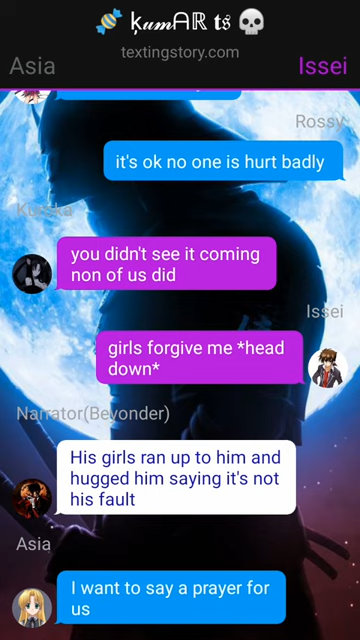 🍬 ⚸𝓊𝓂ᗩℝ 𝖙𝖘 💀
textingstory.com
Asia
Issei
Rossy
it's ok no one is hurt badly
you didn't see it coming
non of us did
Issei
girls forgive me *head
down*
Narrator(Beyonder)
His girls ran up to him and
hugged him saying it's not
his fault
Asia
I want to say a prayer for
us